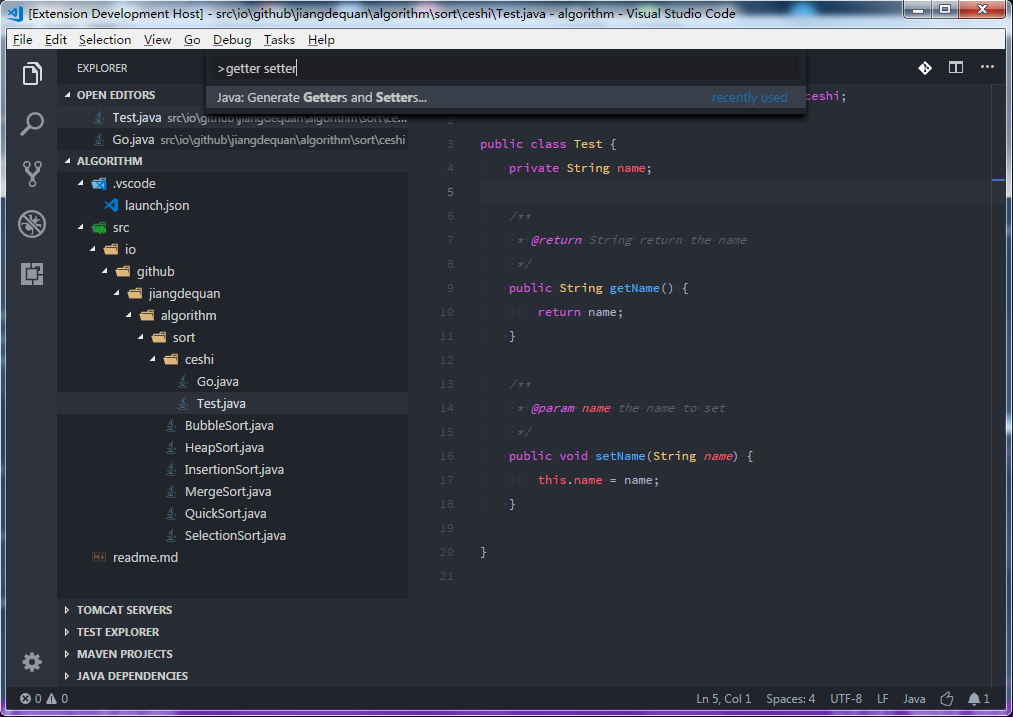 [Extension Development Host] - src\io\github\jiangdequan\algorithm\sort\ceshi\Test.java - algorithm - Visual Studio Code
File Edit Selection View Go Debug Tasks Help
EXPLORER
>getter setter
Java: Generate Getters and Setters... recently used
OPEN EDITORS
Test.java src\io\github\jiangdequan\algorithm\sort\ce...
Go.java src\io\github\jiangdequan\algorithm\sort\ceshi
ALGORITHM
.vscode
launch.json
src
io
github
jiangdequan
algorithm
sort
ceshi
Go.java
Test.java
BubbleSort.java
HeapSort.java
InsertionSort.java
MergeSort.java
QuickSort.java
SelectionSort.java
readme.md
TOMCAT SERVERS
TEST EXPLORER
MAVEN PROJECTS
JAVA DEPENDENCIES
ceshi;
2
3 public class Test {
4 private String name;
5
6 /**
7 * @return String return the name
8 */
9 public String getName() {
10 return name;
11 }
12
13 /**
14 * @param name the name to set
15 */
16 public void setName(String name) {
17 this.name = name;
18 }
19
20 }
21
0 0 Ln 5, Col 1 Spaces: 4 UTF-8 LF Java 1